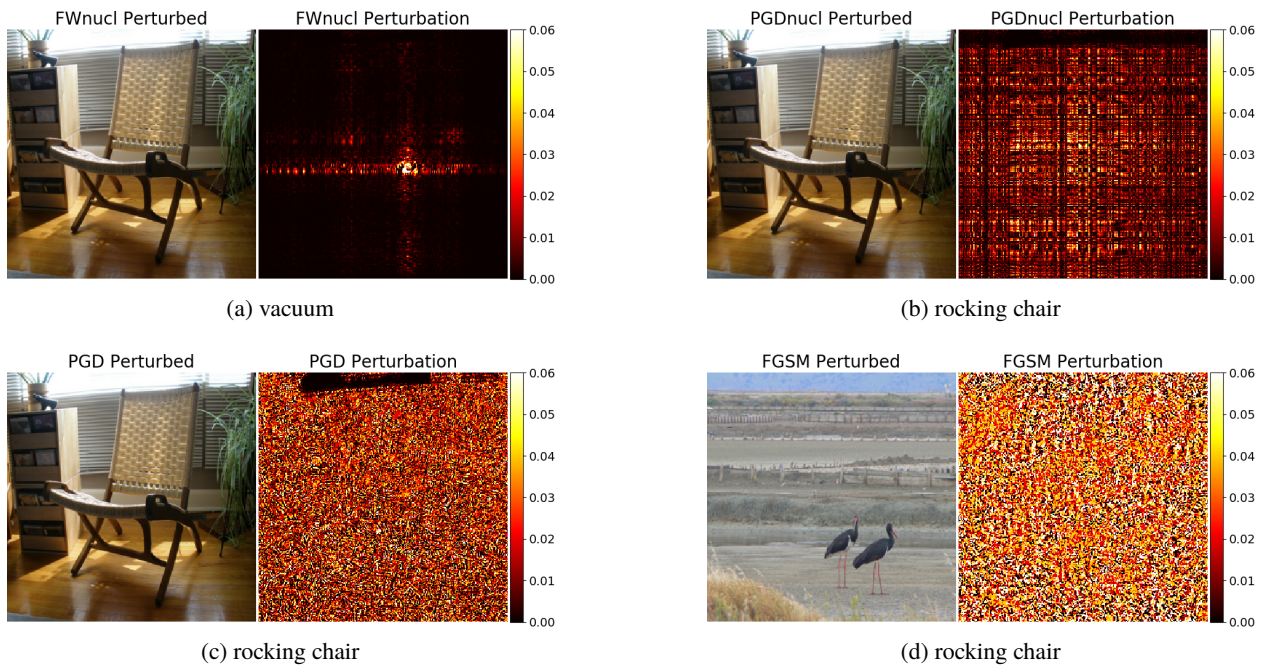 FWnucl Perturbed
FWnucl Perturbation
0.06
0.05
0.04
0.03
0.02
0.01
0.00
(a) vacuum
PGDnucl Perturbed
PGDnucl Perturbation
0.06
0.05
0.04
0.03
0.02
0.01
0.00
(b) rocking chair
PGD Perturbed
PGD Perturbation
0.06
0.05
0.04
0.03
0.02
0.01
0.00
(c) rocking chair
FGSM Perturbed
FGSM Perturbation
0.06
0.05
0.04
0.03
0.02
0.01
0.00
(d) rocking chair